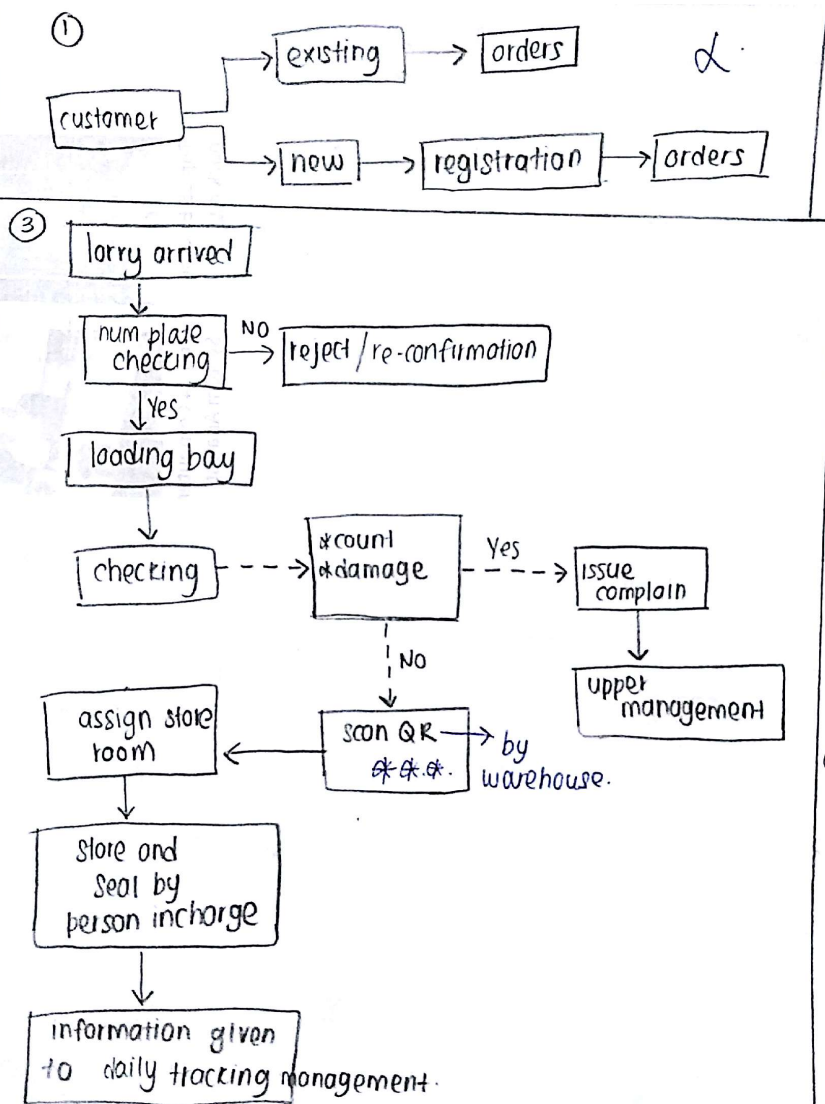 ①
existing
orders
α.
customer
new
registration
orders
③
lorry arrived
num plate
checking
NO
reject / re-confirmation
Yes
loading bay
checking
*count
*damage
Yes
issue
complain
NO
upper
management
assign store
room
scan QR
***.
by
warehouse.
store and
seal by
person incharge
information given
to daily tracking management.